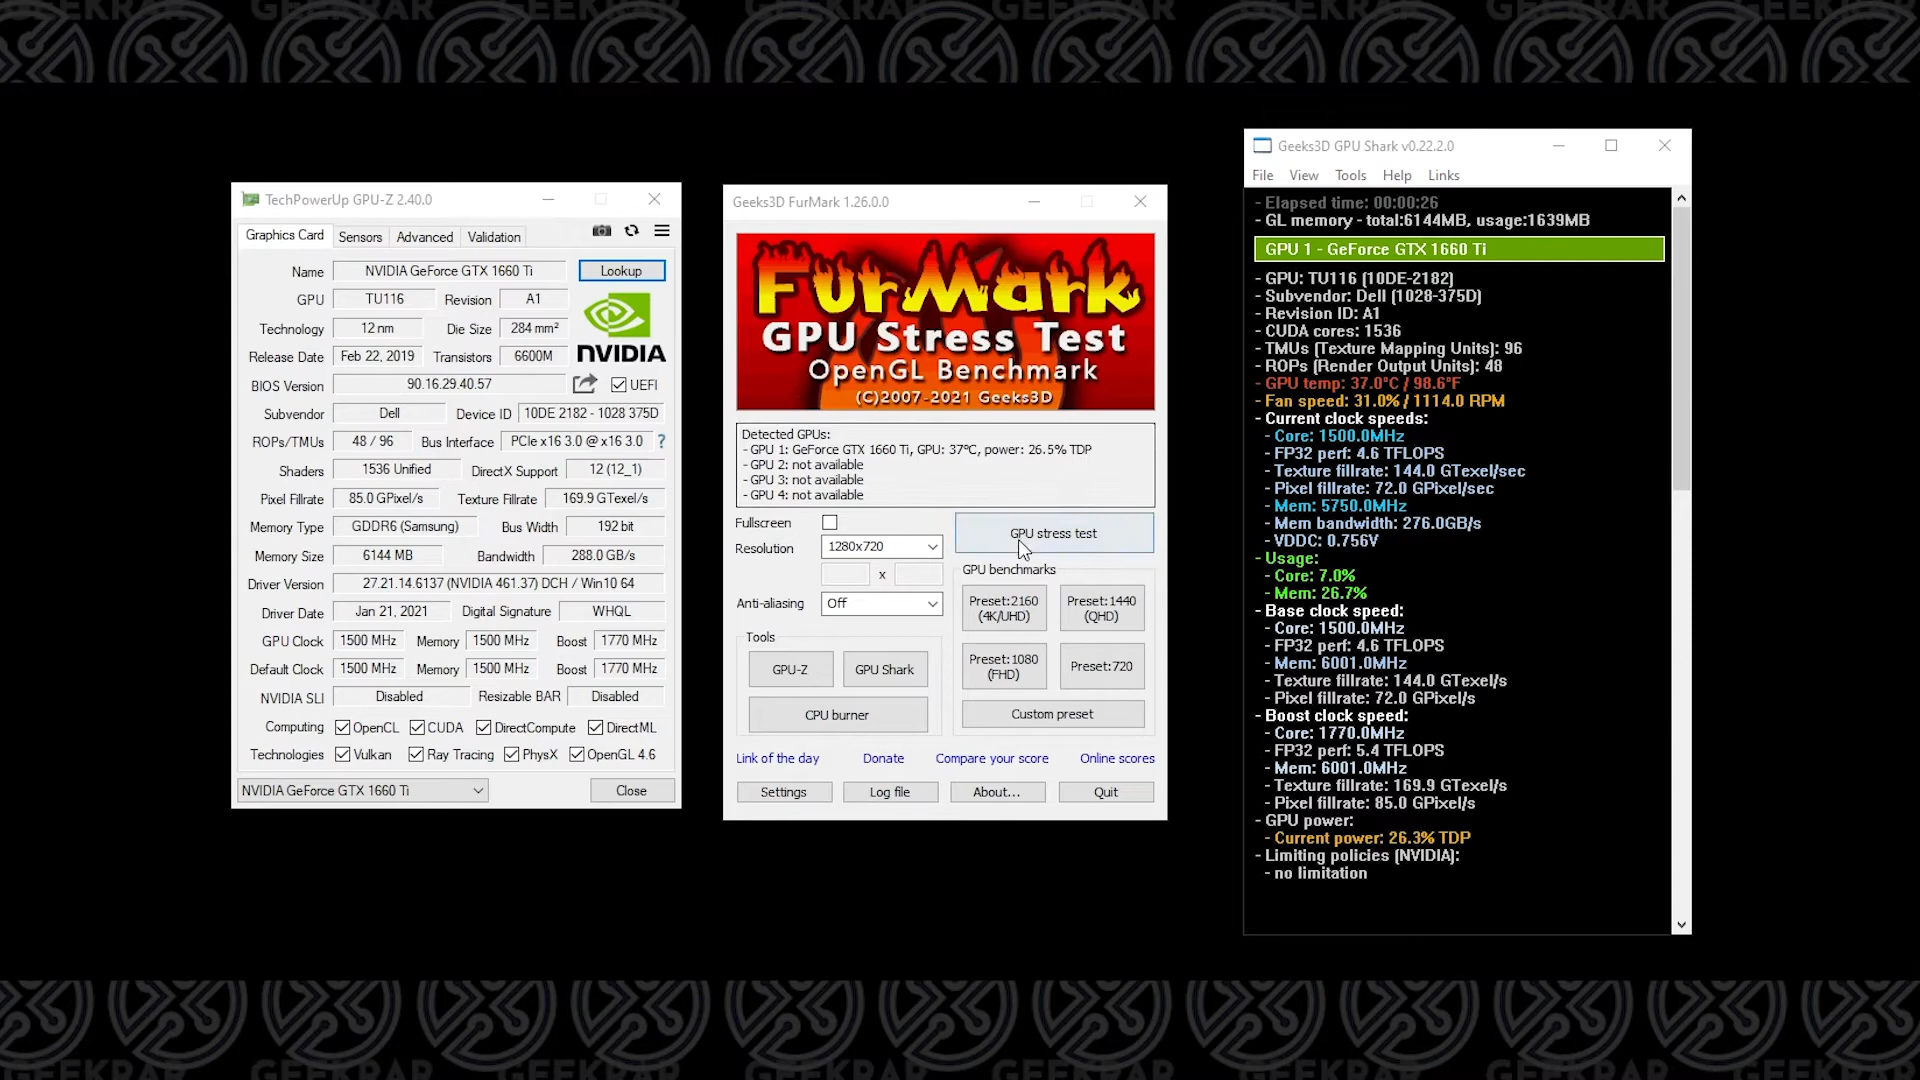 TechPowerUp GPU-Z 2.40.0
Graphics Card Sensors Advanced Validation
Name NVIDIA GeForce GTX 1660 Ti Lookup
GPU TU116 Revision A1
Technology 12 nm Die Size 284 mm²
Release Date Feb 22, 2019 Transistors 6600M
NVIDIA
BIOS Version 90.16.29.40.57 UEFI
Subvendor Dell Device ID 10DE 2182 - 1028 375D
ROPs/TMUs 48 / 96 Bus Interface PCIe x16 3.0 @ x16 3.0 ?
Shaders 1536 Unified DirectX Support 12 (12_1)
Pixel Fillrate 85.0 GPixel/s Texture Fillrate 169.9 GTexel/s
Memory Type GDDR6 (Samsung) Bus Width 192 bit
Memory Size 6144 MB Bandwidth 288.0 GB/s
Driver Version 27.21.14.6137 (NVIDIA 461.37) DCH / Win10 64
Driver Date Jan 21, 2021 Digital Signature WHQL
GPU Clock 1500 MHz Memory 1500 MHz Boost 1770 MHz
Default Clock 1500 MHz Memory 1500 MHz Boost 1770 MHz
NVIDIA SLI Disabled Resizable BAR Disabled
Computing OpenCL CUDA DirectCompute DirectML
Technologies Vulkan Ray Tracing PhysX OpenGL 4.6
NVIDIA GeForce GTX 1660 Ti Close
Geeks3D FurMark 1.26.0.0
FurMark
GPU Stress Test
OpenGL Benchmark
(C)2007-2021 Geeks3D
Detected GPUs:
- GPU 1: GeForce GTX 1660 Ti, GPU: 37°C, power: 26.5% TDP
- GPU 2: not available
- GPU 3: not available
- GPU 4: not available
Fullscreen
GPU stress test
Resolution 1280x720
x
Anti-aliasing Off
GPU benchmarks
Preset:2160
(4K/UHD)
Preset:1440
(QHD)
Preset:1080
(FHD)
Preset:720
Custom preset
Tools
GPU-Z GPU Shark
CPU burner
Link of the day Donate Compare your score Online scores
Settings Log file About... Quit
Geeks3D GPU Shark v0.22.2.0
File View Tools Help Links
- Elapsed time: 00:00:26
- GL memory - total:6144MB, usage:1639MB
GPU 1 - GeForce GTX 1660 Ti
- GPU: TU116 [10DE-2182]
- Subvendor: Dell [1028-375D]
- Revision ID: A1
- CUDA cores: 1536
- TMUs [Texture Mapping Units]: 96
- ROPs [Render Output Units]: 48
- GPU temp: 37.0°C / 98.6°F
- Fan speed: 31.0% / 1114.0 RPM
- Current clock speeds:
- Core: 1500.0MHz
- FP32 perf: 4.6 TFLOPS
- Texture fillrate: 144.0 GTexel/sec
- Pixel fillrate: 72.0 GPixel/sec
- Mem: 5750.0MHz
- Mem bandwidth: 276.0GB/s
- VDDC: 0.756V
- Usage:
- Core: 7.0%
- Mem: 26.7%
- Base clock speed:
- Core: 1500.0MHz
- FP32 perf: 4.6 TFLOPS
- Mem: 6001.0MHz
- Texture fillrate: 144.0 GTexel/s
- Pixel fillrate: 72.0 GPixel/s
- Boost clock speed:
- Core: 1770.0MHz
- FP32 perf: 5.4 TFLOPS
- Mem: 6001.0MHz
- Texture fillrate: 169.9 GTexel/s
- Pixel fillrate: 85.0 GPixel/s
- GPU power:
- Current power: 26.3% TDP
- Limiting policies [NVIDIA]:
- no limitation